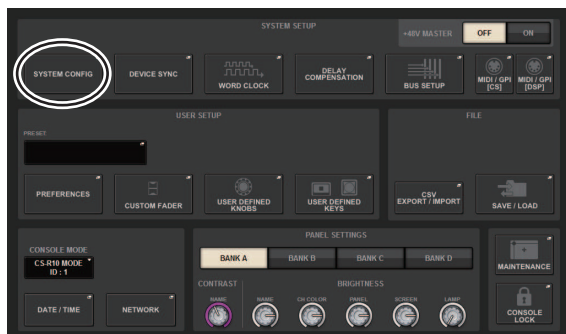 SYSTEM SETUP
+48V MASTER
OFF
ON
SYSTEM CONFIG
DEVICE SYNC
WORD CLOCK
DELAY
COMPENSATION
BUS SETUP
MIDI / GPI
[CS]
MIDI / GPI
[DSP]
USER SETUP
FILE
PRESET
PREFERENCES
CUSTOM FADER
USER DEFINED
KNOBS
USER DEFINED
KEYS
CSV
EXPORT / IMPORT
SAVE / LOAD
CONSOLE MODE
CS-R10 MODE
ID : 1
DATE / TIME
NETWORK
PANEL SETTINGS
BANK A
BANK B
BANK C
BANK D
CONTRAST
BRIGHTNESS
NAME
NAME
CH COLOR
PANEL
SCREEN
LAMP
MAINTENANCE
CONSOLE
LOCK